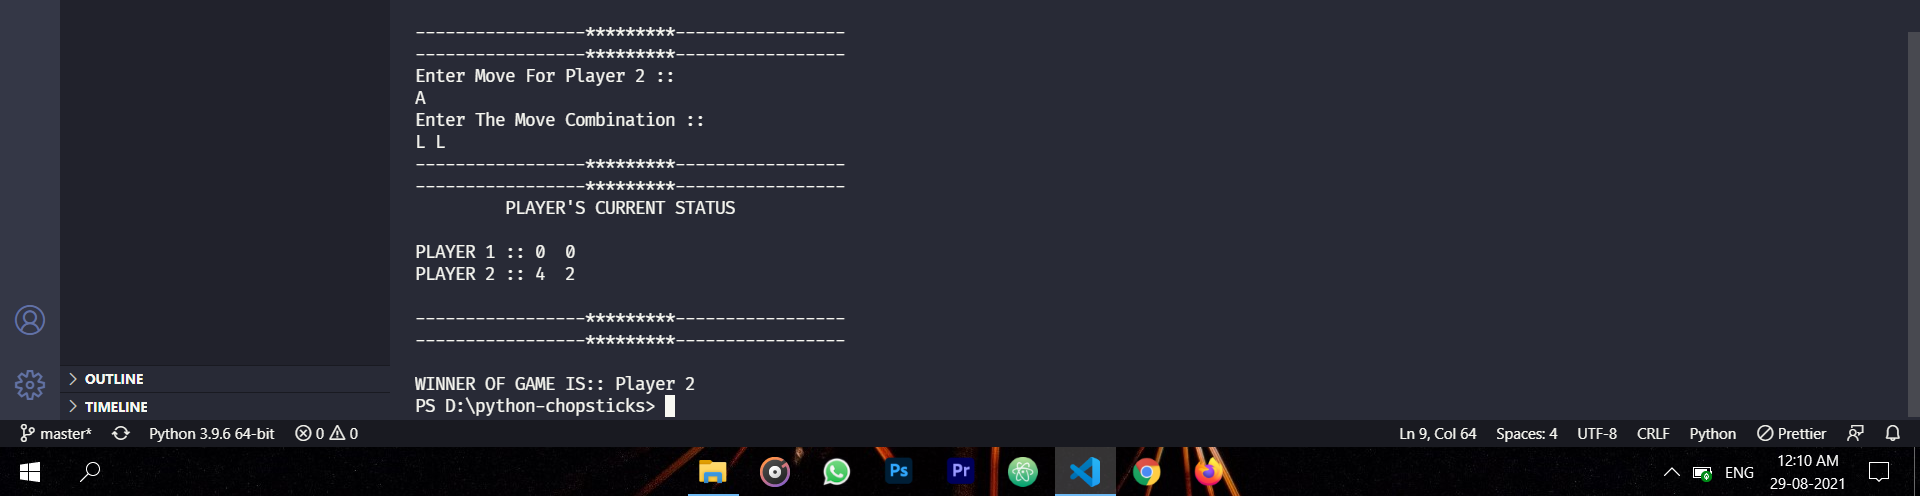 -----------------*********-----------------
-----------------*********-----------------
Enter Move For Player 2 ::
A
Enter The Move Combination ::
L L
-----------------*********-----------------
-----------------*********-----------------
PLAYER'S CURRENT STATUS
PLAYER 1 :: 0  0
PLAYER 2 :: 4  2
-----------------*********-----------------
-----------------*********-----------------
OUTLINE
WINNER OF GAME IS:: Player 2
TIMELINE
PS D:\python-chopsticks>
master* Python 3.9.6 64-bit 0 0 Ln 9, Col 64 Spaces: 4 UTF-8 CRLF Python Prettier
Ps Pr ENG 12:10 AM
29-08-2021